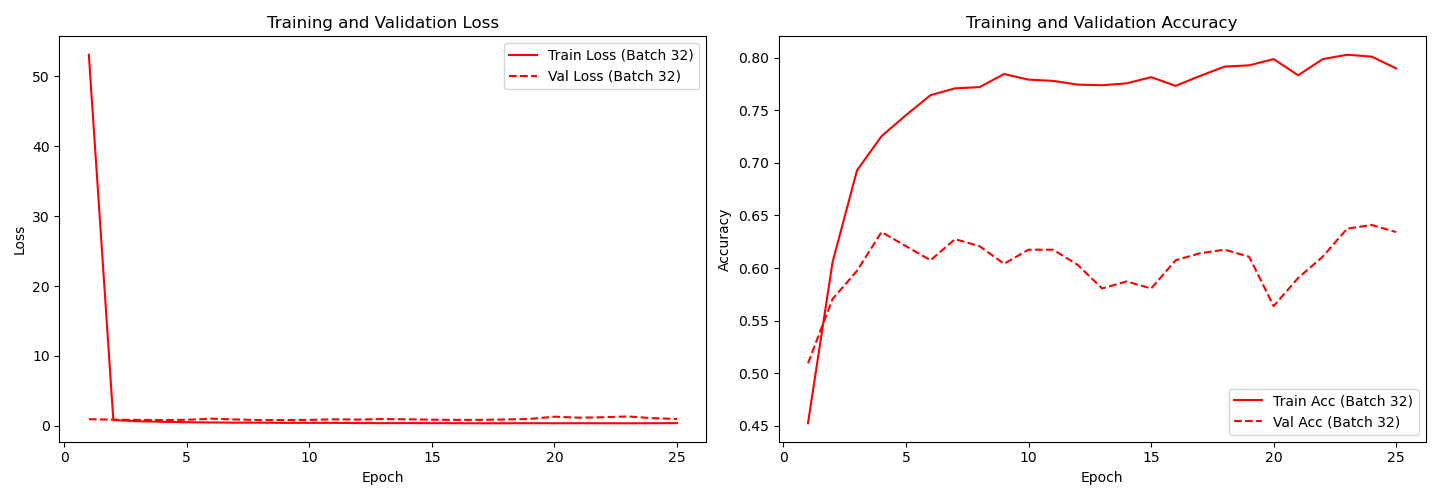 Training and Validation Loss
Train Loss (Batch 32)
Val Loss (Batch 32)
Loss
50
40
30
20
10
0
0 5 10 15 20 25
Epoch
Training and Validation Accuracy
Accuracy
0.80
0.75
0.70
0.65
0.60
0.55
0.50
0.45
Train Acc (Batch 32)
Val Acc (Batch 32)
0 5 10 15 20 25
Epoch